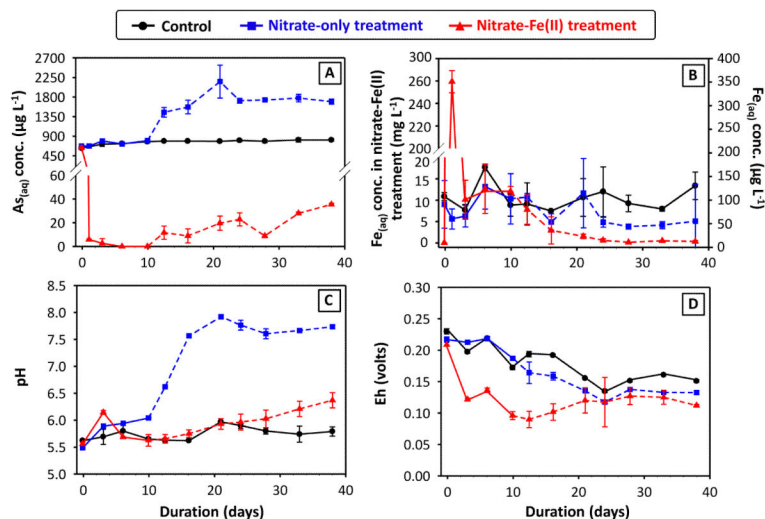 Control
Nitrate-only treatment
Nitrate-Fe(II) treatment
A
As(aq) conc. (µg L-1)
2700
2250
1800
1350
900
450
60
40
20
0
0 10 20 30 40
B
Fe(aq) conc. in nitrate-Fe(II)
treatment (mg L-1)
300
280
260
240
220
200
20
15
10
5
0
0 10 20 30 40
400
350
300
250
200
150
100
50
0
Fe(aq) conc. (µg L-1)
C
pH
8.5
8.0
7.5
7.0
6.5
6.0
5.5
5.0
0 10 20 30 40
Duration (days)
D
Eh (volts)
0.30
0.25
0.20
0.15
0.10
0.05
0.00
0 10 20 30 40
Duration (days)